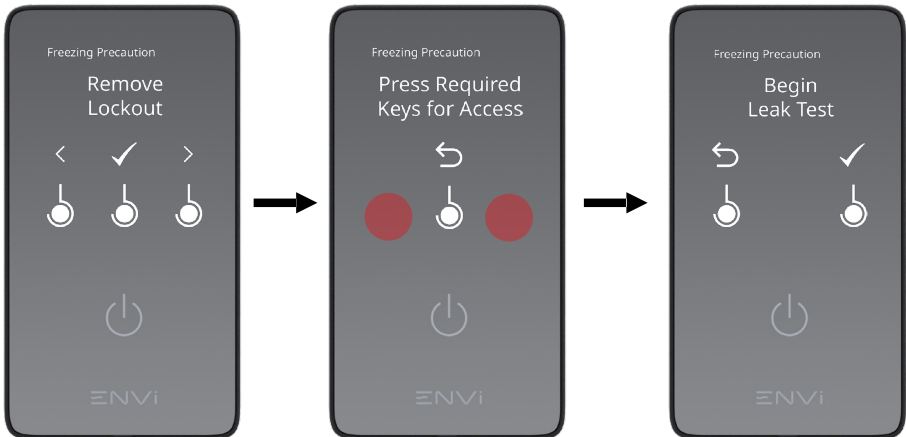 Freezing Precaution
Remove
Lockout
ENVi
Freezing Precaution
Press Required
Keys for Access
ENVi
Freezing Precaution
Begin
Leak Test
ENVi